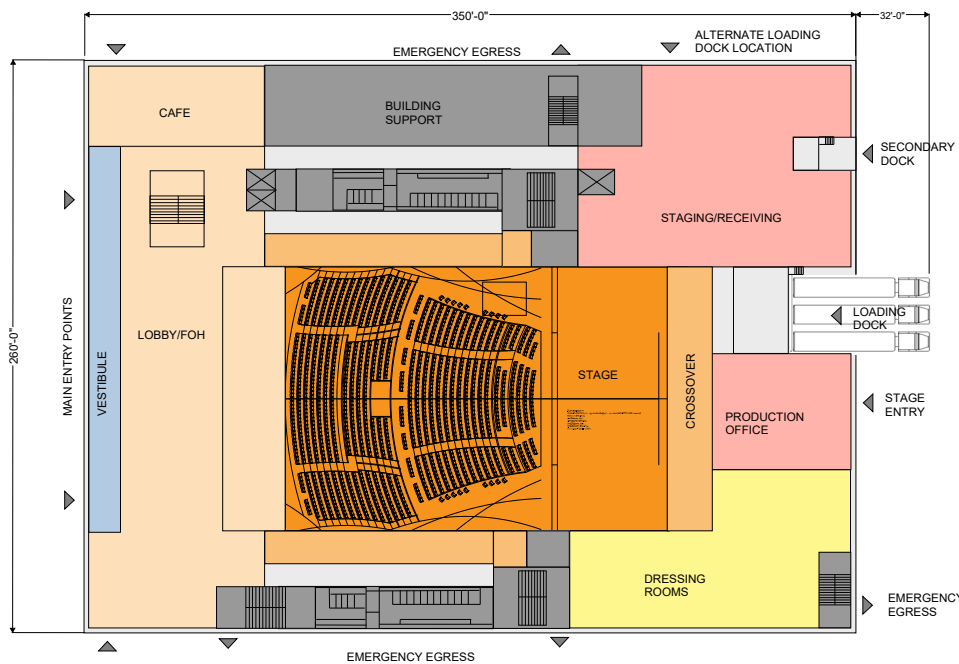 350'-0"
32'-0"
EMERGENCY EGRESS
ALTERNATE LOADING
DOCK LOCATION
CAFE
BUILDING
SUPPORT
SECONDARY
DOCK
STAGING/RECEIVING
260'-0"
MAIN ENTRY POINTS
VESTIBULE
LOBBY/FOH
LOADING
DOCK
STAGE
CROSSOVER
STAGE
ENTRY
PRODUCTION
OFFICE
DRESSING
ROOMS
EMERGENCY
EGRESS
EMERGENCY EGRESS